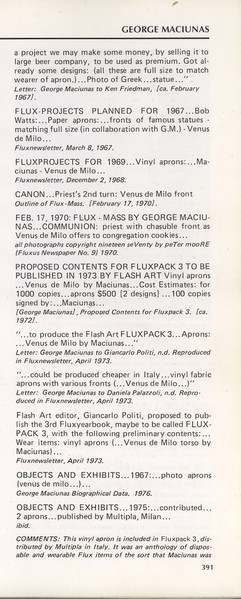 GEORGE MACIUNAS
a project we may make some money, by selling it to
large beer company, to be used as premium. Got al-
ready some designs: (all these are full size to match
wearer of apron.)...Photo of Greek...statue..."
Letter: George Maciunas to Ken Friedman, [ca. February
1967].
FLUX-PROJECTS PLANNED FOR 1967...Bob
Watts:...Paper aprons:...fronts of famous statues -
matching full size (in collaboration with G.M.) - Venus
de Milo...
Fluxnewsletter, March 8, 1967.
FLUXPROJECTS FOR 1969...Vinyl aprons:...Ma-
ciunas - Venus de Milo...
Fluxnewsletter, December 2, 1968.
CANON...Priest's 2nd turn: Venus de Milo front
Outline of Flux-Mass. [February 17, 1970].
FEB. 17, 1970: FLUX - MASS BY GEORGE MACIU-
NAS...COMMUNION: priest with chasuble front as
Venus de Milo offers to congregation cookies...
all photographs copyright nineteen seVenty by peTer mooRE
(Fluxus Newspaper No. 9) 1970.
PROPOSED CONTENTS FOR FLUXPACK 3 TO BE
PUBLISHED IN 1973 BY FLASH ART Vinyl aprons
...Venus de Milo by Maciunas...Cost Estimates: for
1000 copies...aprons $500 [2 designs] ...100 copies
signed by:...Maciunas...
[George Maciunas], Proposed Contents for Fluxpack 3. [ca.
1972].
"...to produce the Flash Art FLUXPACK 3...Aprons:
...Venus de Milo by Maciunas..."
Letter: George Maciunas to Giancarlo Politi, n.d. Reproduced
in Fluxnewsletter, April 1973.
"...could be produced cheaper in Italy...vinyl fabric
aprons with various fronts (...Venus de Milo...)"
Letter: George Maciunas to Daniela Palazzoli, n.d. Repro-
duced in Fluxnewsletter, April 1973.
Flash Art editor, Giancarlo Politi, proposed to pub-
lish the 3rd Fluxyearbook, maybe to be called FLUX-
PACK 3, with the following preliminary contents:...
Wear items: vinyl aprons (...Venus de Milo torso by
Maciunas)...
Fluxnewsletter, April 1973.
OBJECTS AND EXHIBITS...1967:...photo aprons
(venus de milo...)...
George Maciunas Biographical Data. 1976.
OBJECTS AND EXHIBITS...1975:...contributed...
2 aprons...published by Multipla, Milan...
ibid.
COMMENTS: This vinyl apron is included in Fluxpack 3, dis-
tributed by Multipla in Italy. It was an anthology of dispos-
able and wearable Flux items of the sort that Maciunas was
391